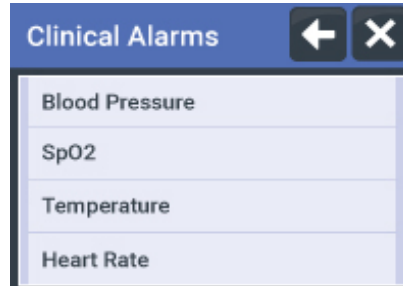 Clinical Alarms
Blood Pressure
SpO2
Temperature
Heart Rate